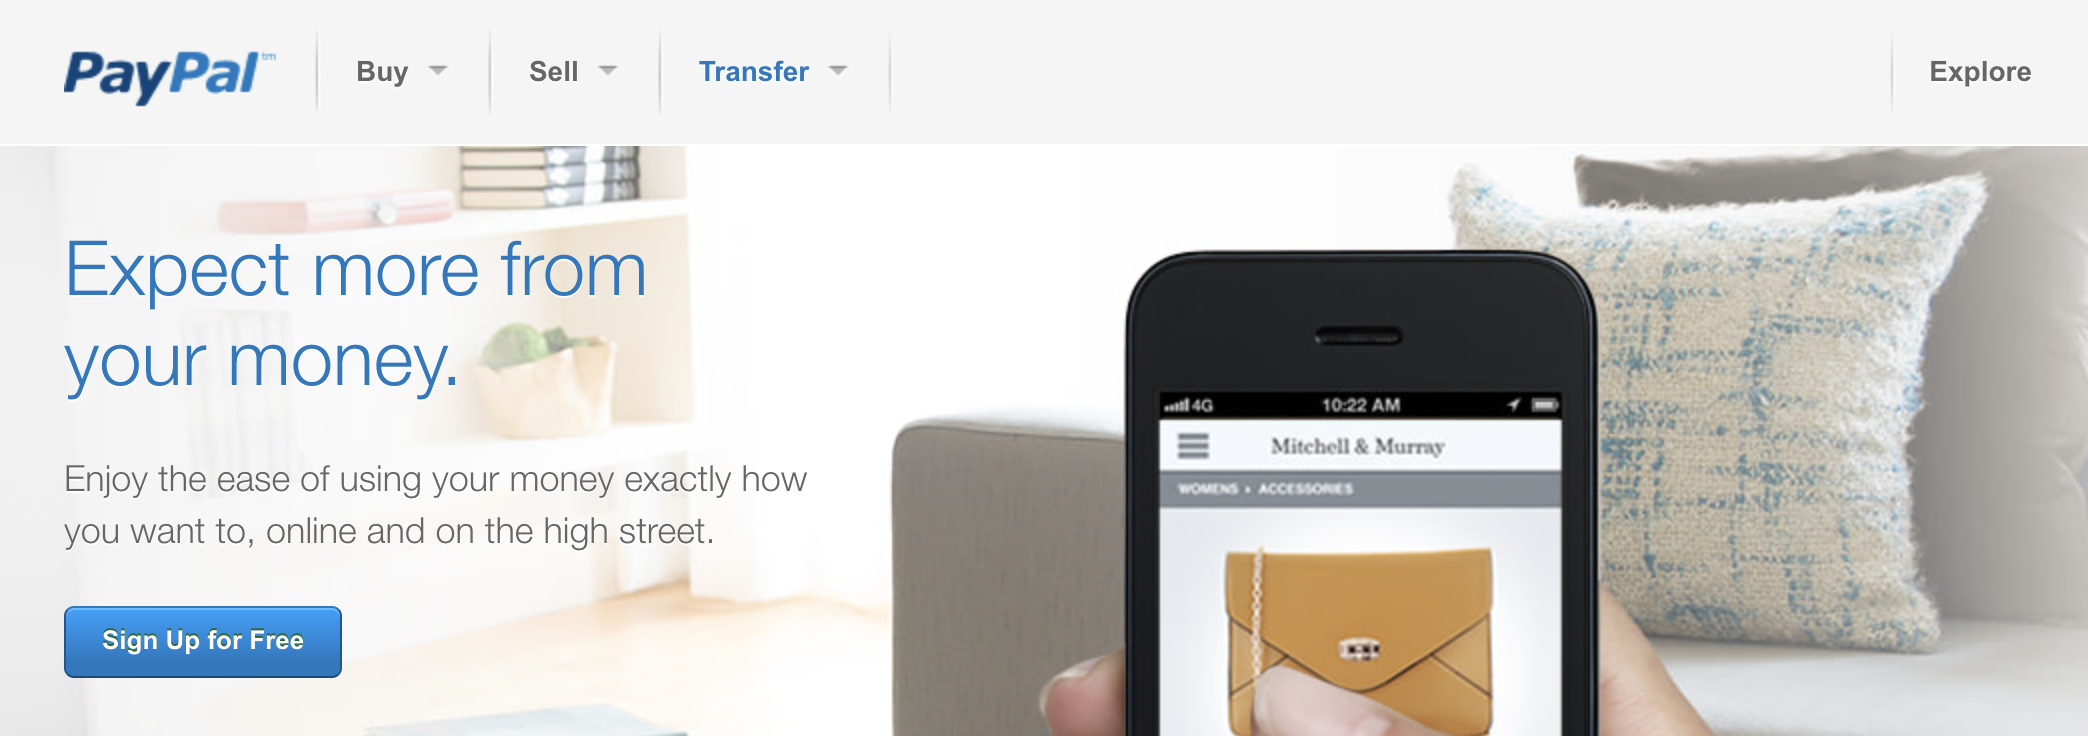 PayPal™
Buy
Sell
Transfer
Explore
Expect more from
your money.
Enjoy the ease of using your money exactly how
you want to, online and on the high street.
Sign Up for Free
4G 10:22 AM
Mitchell & Murray
WOMENS › ACCESSORIES